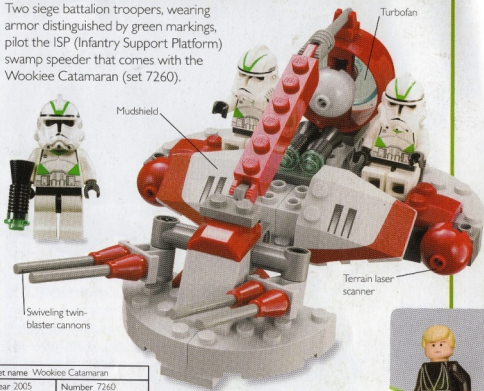 Two siege battalion troopers, wearing
armor distinguished by green markings,
pilot the ISP (Infantry Support Platform)
swamp speeder that comes with the
Wookiee Catamaran (set 7260).
Turbofan
Mudshield
Terrain laser
scanner
Swiveling twin-
blaster cannons
et name Wookiee Catamaran
ear 2005 Number 7260